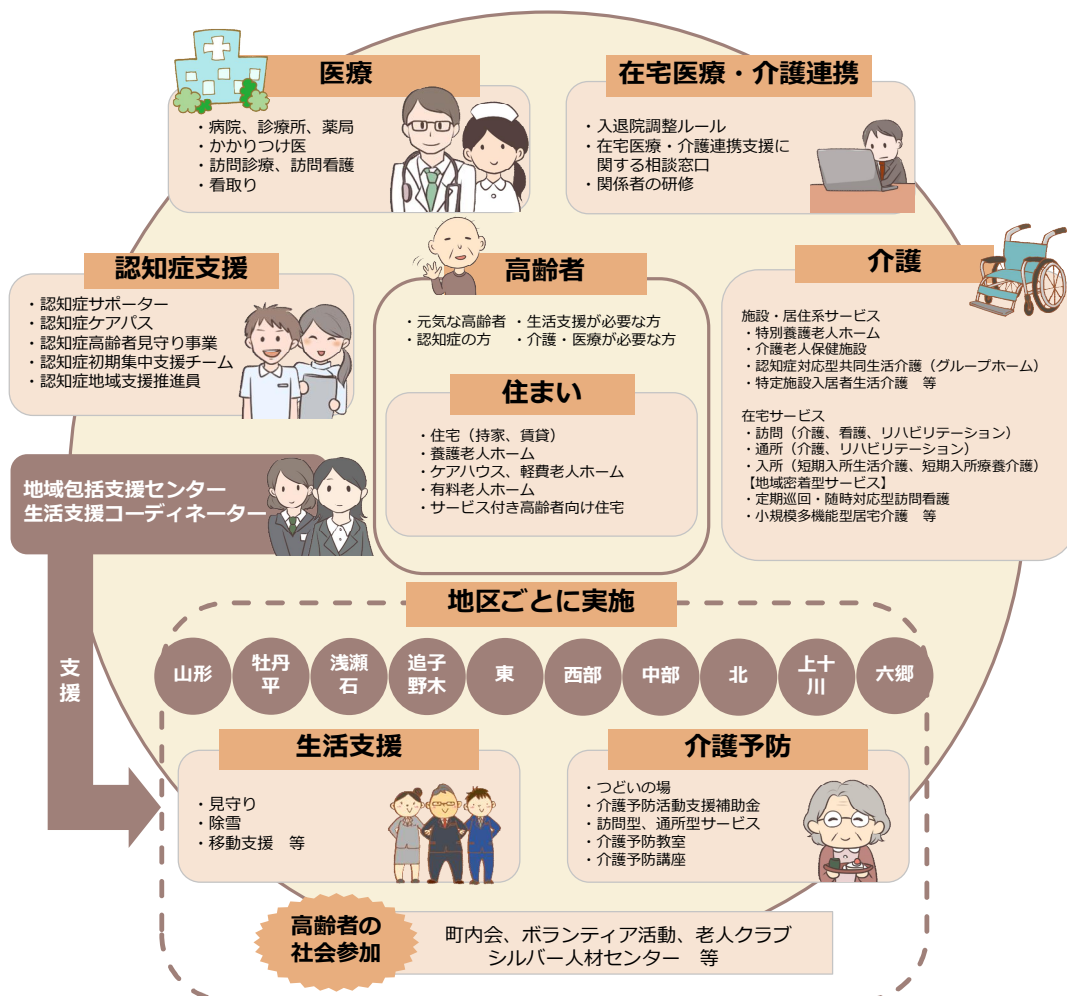 医療
・病院、診療所、薬局
・かかりつけ医
・訪問診療、訪問看護
・看取り
在宅医療・介護連携
・入退院調整ルール
・在宅医療・介護連携支援に
関する相談窓口
・関係者の研修
認知症支援
・認知症サポーター
・認知症ケアパス
・認知症高齢者見守り事業
・認知症初期集中支援チーム
・認知症地域支援推進員
高齢者
・元気な高齢者 ・生活支援が必要な方
・認知症の方 ・介護・医療が必要な方
住まい
・住宅（持家、賃貸）
・養護老人ホーム
・ケアハウス、軽費老人ホーム
・有料老人ホーム
・サービス付き高齢者向け住宅
介護
施設・居住系サービス
・特別養護老人ホーム
・介護老人保健施設
・認知症対応型共同生活介護（グループホーム）
・特定施設入居者生活介護　等
在宅サービス
・訪問（介護、看護、リハビリテーション）
・通所（介護、リハビリテーション）
・入所（短期入所生活介護、短期入所療養介護）
【地域密着型サービス】
・定期巡回・随時対応型訪問看護
・小規模多機能型居宅介護　等
地域包括支援センター
生活支援コーディネーター
支
援
地区ごとに実施
山形
牡丹
平
浅瀬
石
追子
野木
東
西部
中部
北
上十
川
六郷
生活支援
・見守り
・除雪
・移動支援　等
介護予防
・つどいの場
・介護予防活動支援補助金
・訪問型、通所型サービス
・介護予防教室
・介護予防講座
高齢者の
社会参加
町内会、ボランティア活動、老人クラブ
シルバー人材センター　等